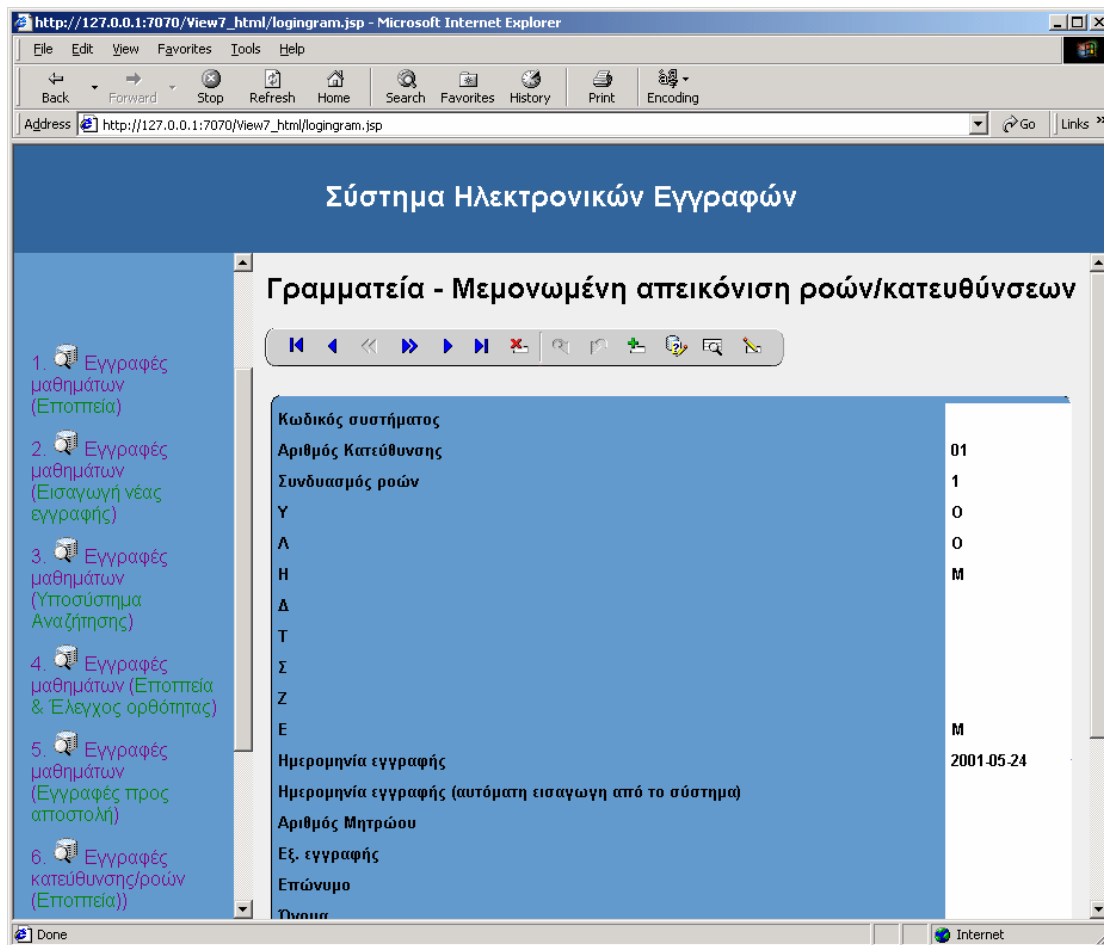 http://127.0.0.1:7070/View7_html/logingram.jsp - Microsoft Internet Explorer
File Edit View Favorites Tools Help
Back Forward Stop Refresh Home Search Favorites History Print Encoding
Address http://127.0.0.1:7070/View7_html/logingram.jsp Go Links »
Σύστημα Ηλεκτρονικών Εγγραφών
1. Εγγραφές
μαθημάτων
(Εποπτεία)
2. Εγγραφές
μαθημάτων
(Εισαγωγή νέας
εγγραφής)
3. Εγγραφές
μαθημάτων
(Υποσύστημα
Αναζήτησης)
4. Εγγραφές
μαθημάτων (Εποπτεία
& Έλεγχος ορθότητας)
5. Εγγραφές
μαθημάτων
(Εγγραφές προς
αποστολή)
6. Εγγραφές
κατεύθυνσης/ροών
(Εποπτεία))
Γραμματεία - Μεμονωμένη απεικόνιση ροών/κατευθύνσεων
Κωδικός συστήματος
Αριθμός Κατεύθυνσης 01
Συνδυασμός ροών 1
Υ Ο
Λ Ο
Η Μ
Δ
Τ
Σ
Ζ
Ε Μ
Ημερομηνία εγγραφής 2001-05-24
Ημερομηνία εγγραφής (αυτόματη εισαγωγη από το σύστημα)
Αριθμός Μητρώου
Εξ. εγγραφής
Επώνυμο
Όνομα
Done Internet